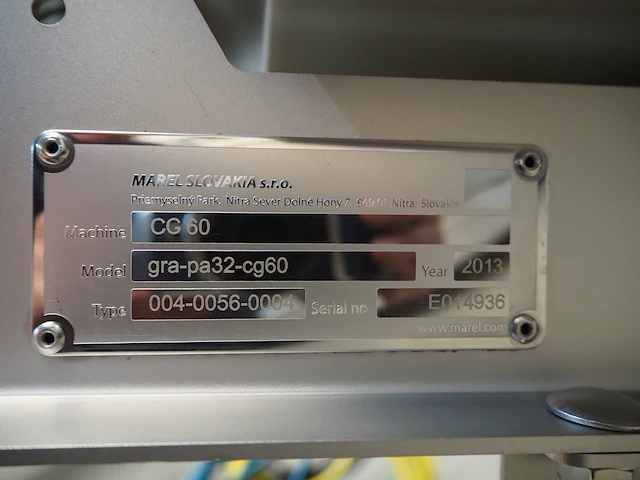 MAREL SLOVAKIA s.r.o.
Priemyselný Park, Nitra Sever Dolné Hony 7, 949 01 Nitra, Slovakia
Machine CG 60
Model gra-pa32-cg60 Year 2013
Type 004-0056-0004 Serial no. E014936
www.marel.com